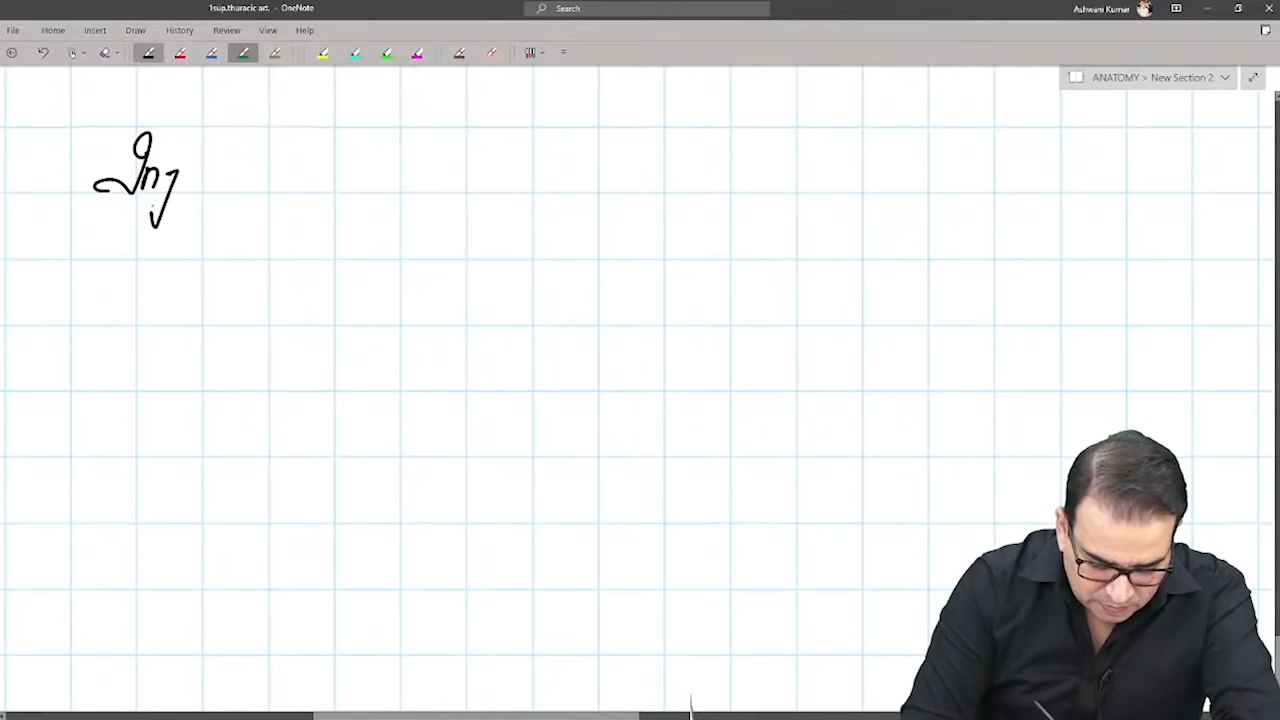 1sup.thuracic art. - OneNote
Search
Ashwani Kumar
File Home Insert Draw History Review View Help
ANATOMY > New Section 2
Ing